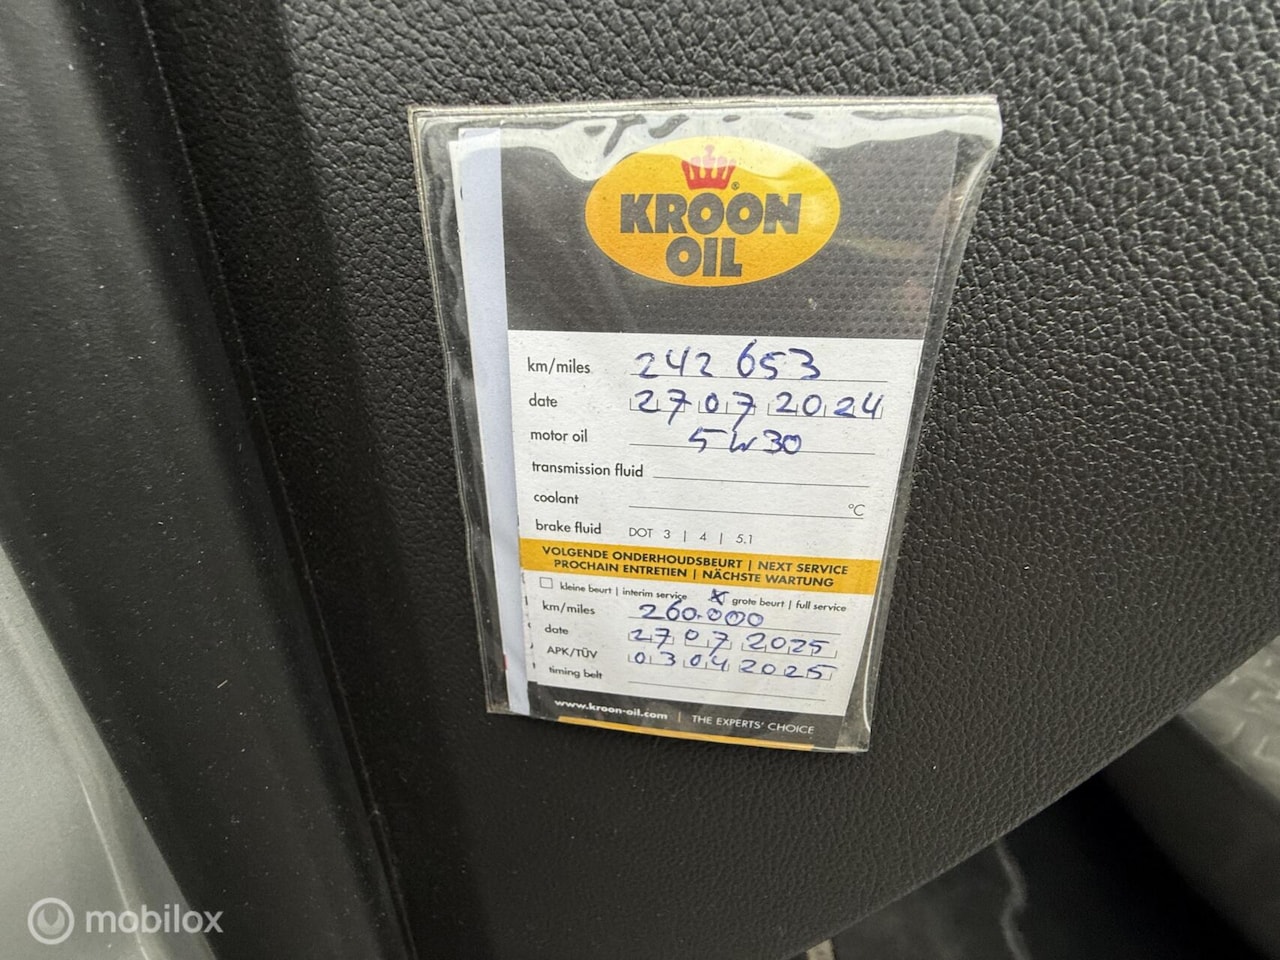 KROON
OIL
®
km/miles 242 653
date 27 07 2024
motor oil 5W30
transmission fluid
coolant °C
brake fluid DOT 3 | 4 | 5.1
VOLGENDE ONDERHOUDSBEURT | NEXT SERVICE
PROCHAIN ENTRETIEN | NÄCHSTE WARTUNG
kleine beurt | interim service x grote beurt | full service
km/miles 260.000
date 27 07 2025
APK/TÜV 03 04 2025
timing belt
www.kroon-oil.com | THE EXPERTS' CHOICE
mobilox